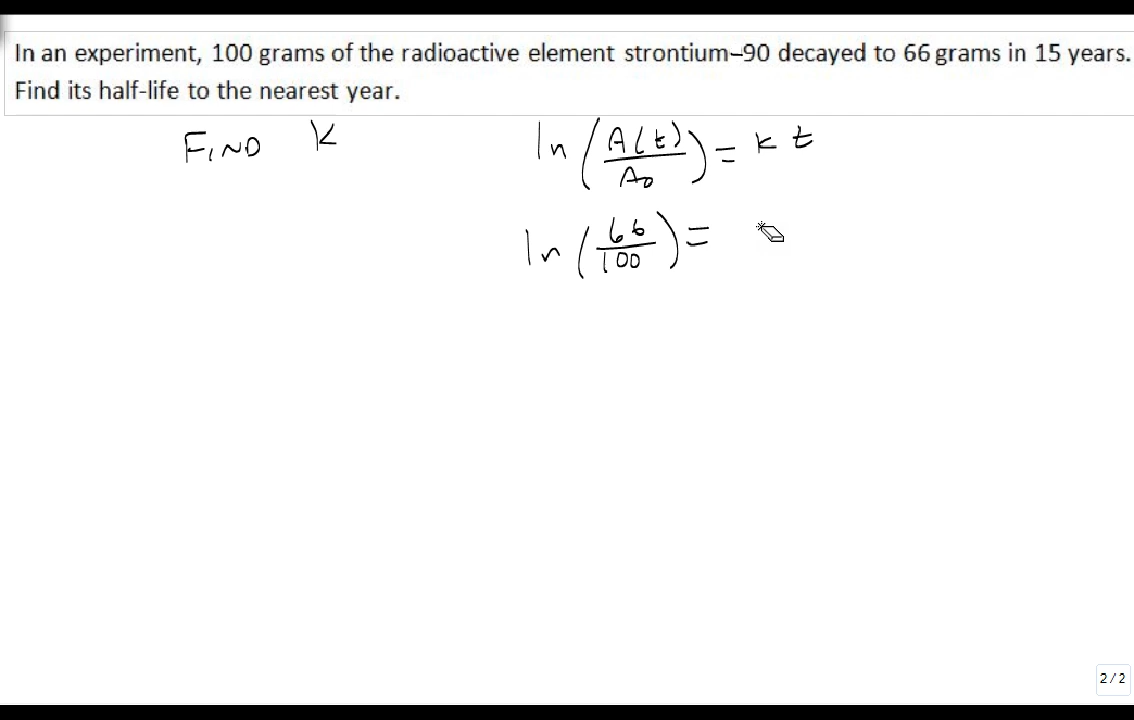 In an experiment, 100 grams of the radioactive element strontium–90 decayed to 66 grams in 15 years.
Find its half-life to the nearest year.
FIND K
ln(A(t)/A₀) = kt
ln(66/100) =
2/2